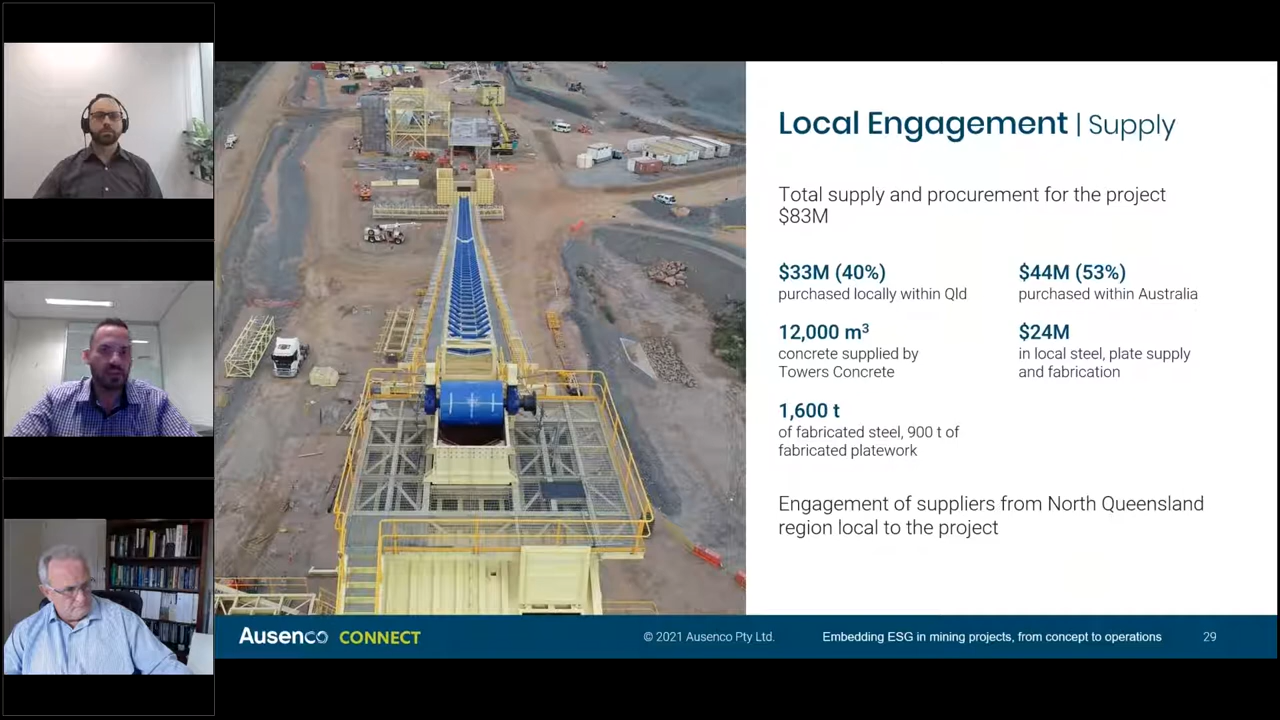 Local Engagement | Supply
Total supply and procurement for the project
$83M
$33M (40%)
purchased locally within Qld
$44M (53%)
purchased within Australia
12,000 m³
concrete supplied by
Towers Concrete
$24M
in local steel, plate supply
and fabrication
1,600 t
of fabricated steel, 900 t of
fabricated platework
Engagement of suppliers from North Queensland
region local to the project
Ausenco CONNECT
© 2021 Ausenco Pty Ltd.
Embedding ESG in mining projects, from concept to operations
29